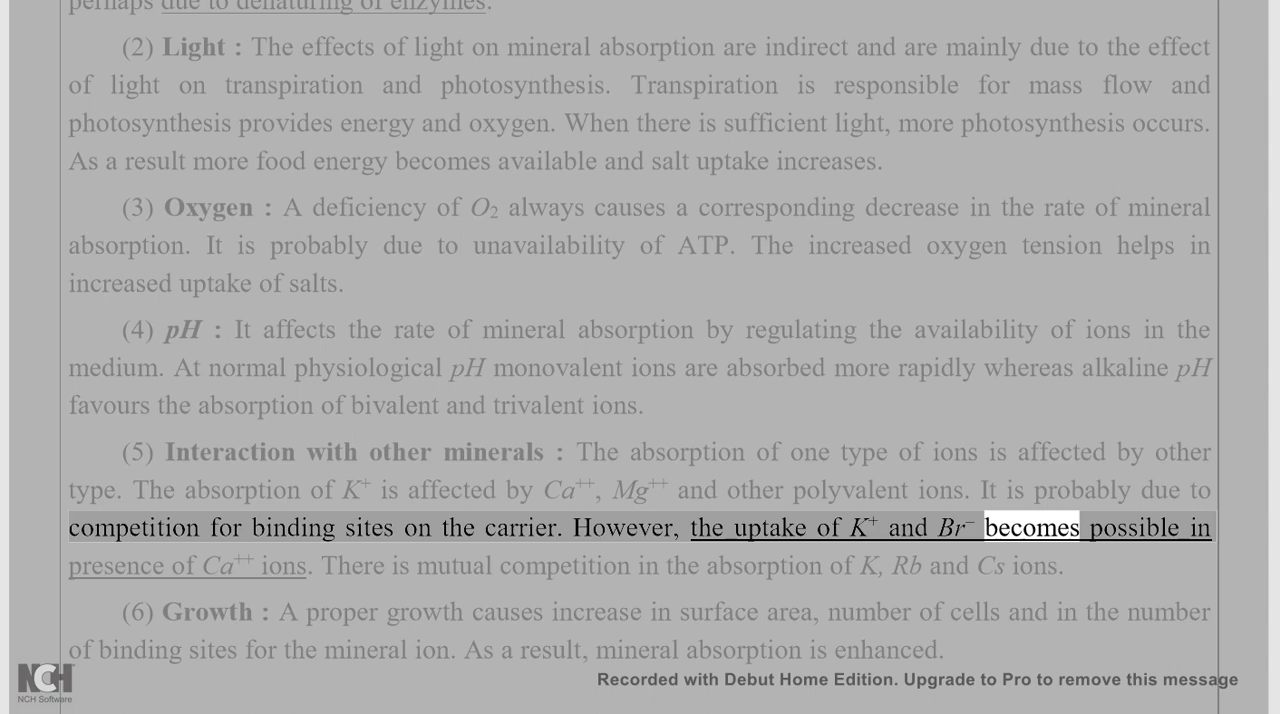 perhaps due to denaturing of enzymes.
(2) Light : The effects of light on mineral absorption are indirect and are mainly due to the effect
of light on transpiration and photosynthesis. Transpiration is responsible for mass flow and
photosynthesis provides energy and oxygen. When there is sufficient light, more photosynthesis occurs.
As a result more food energy becomes available and salt uptake increases.
(3) Oxygen : A deficiency of O₂ always causes a corresponding decrease in the rate of mineral
absorption. It is probably due to unavailability of ATP. The increased oxygen tension helps in
increased uptake of salts.
(4) pH : It affects the rate of mineral absorption by regulating the availability of ions in the
medium. At normal physiological pH monovalent ions are absorbed more rapidly whereas alkaline pH
favours the absorption of bivalent and trivalent ions.
(5) Interaction with other minerals : The absorption of one type of ions is affected by other
type. The absorption of K⁺ is affected by Ca⁺⁺, Mg⁺⁺ and other polyvalent ions. It is probably due to
competition for binding sites on the carrier. However, the uptake of K⁺ and Br⁻ becomes possible in
presence of Ca⁺⁺ ions. There is mutual competition in the absorption of K, Rb and Cs ions.
(6) Growth : A proper growth causes increase in surface area, number of cells and in the number
of binding sites for the mineral ion. As a result, mineral absorption is enhanced.
NCH
NCH Software
Recorded with Debut Home Edition. Upgrade to Pro to remove this message